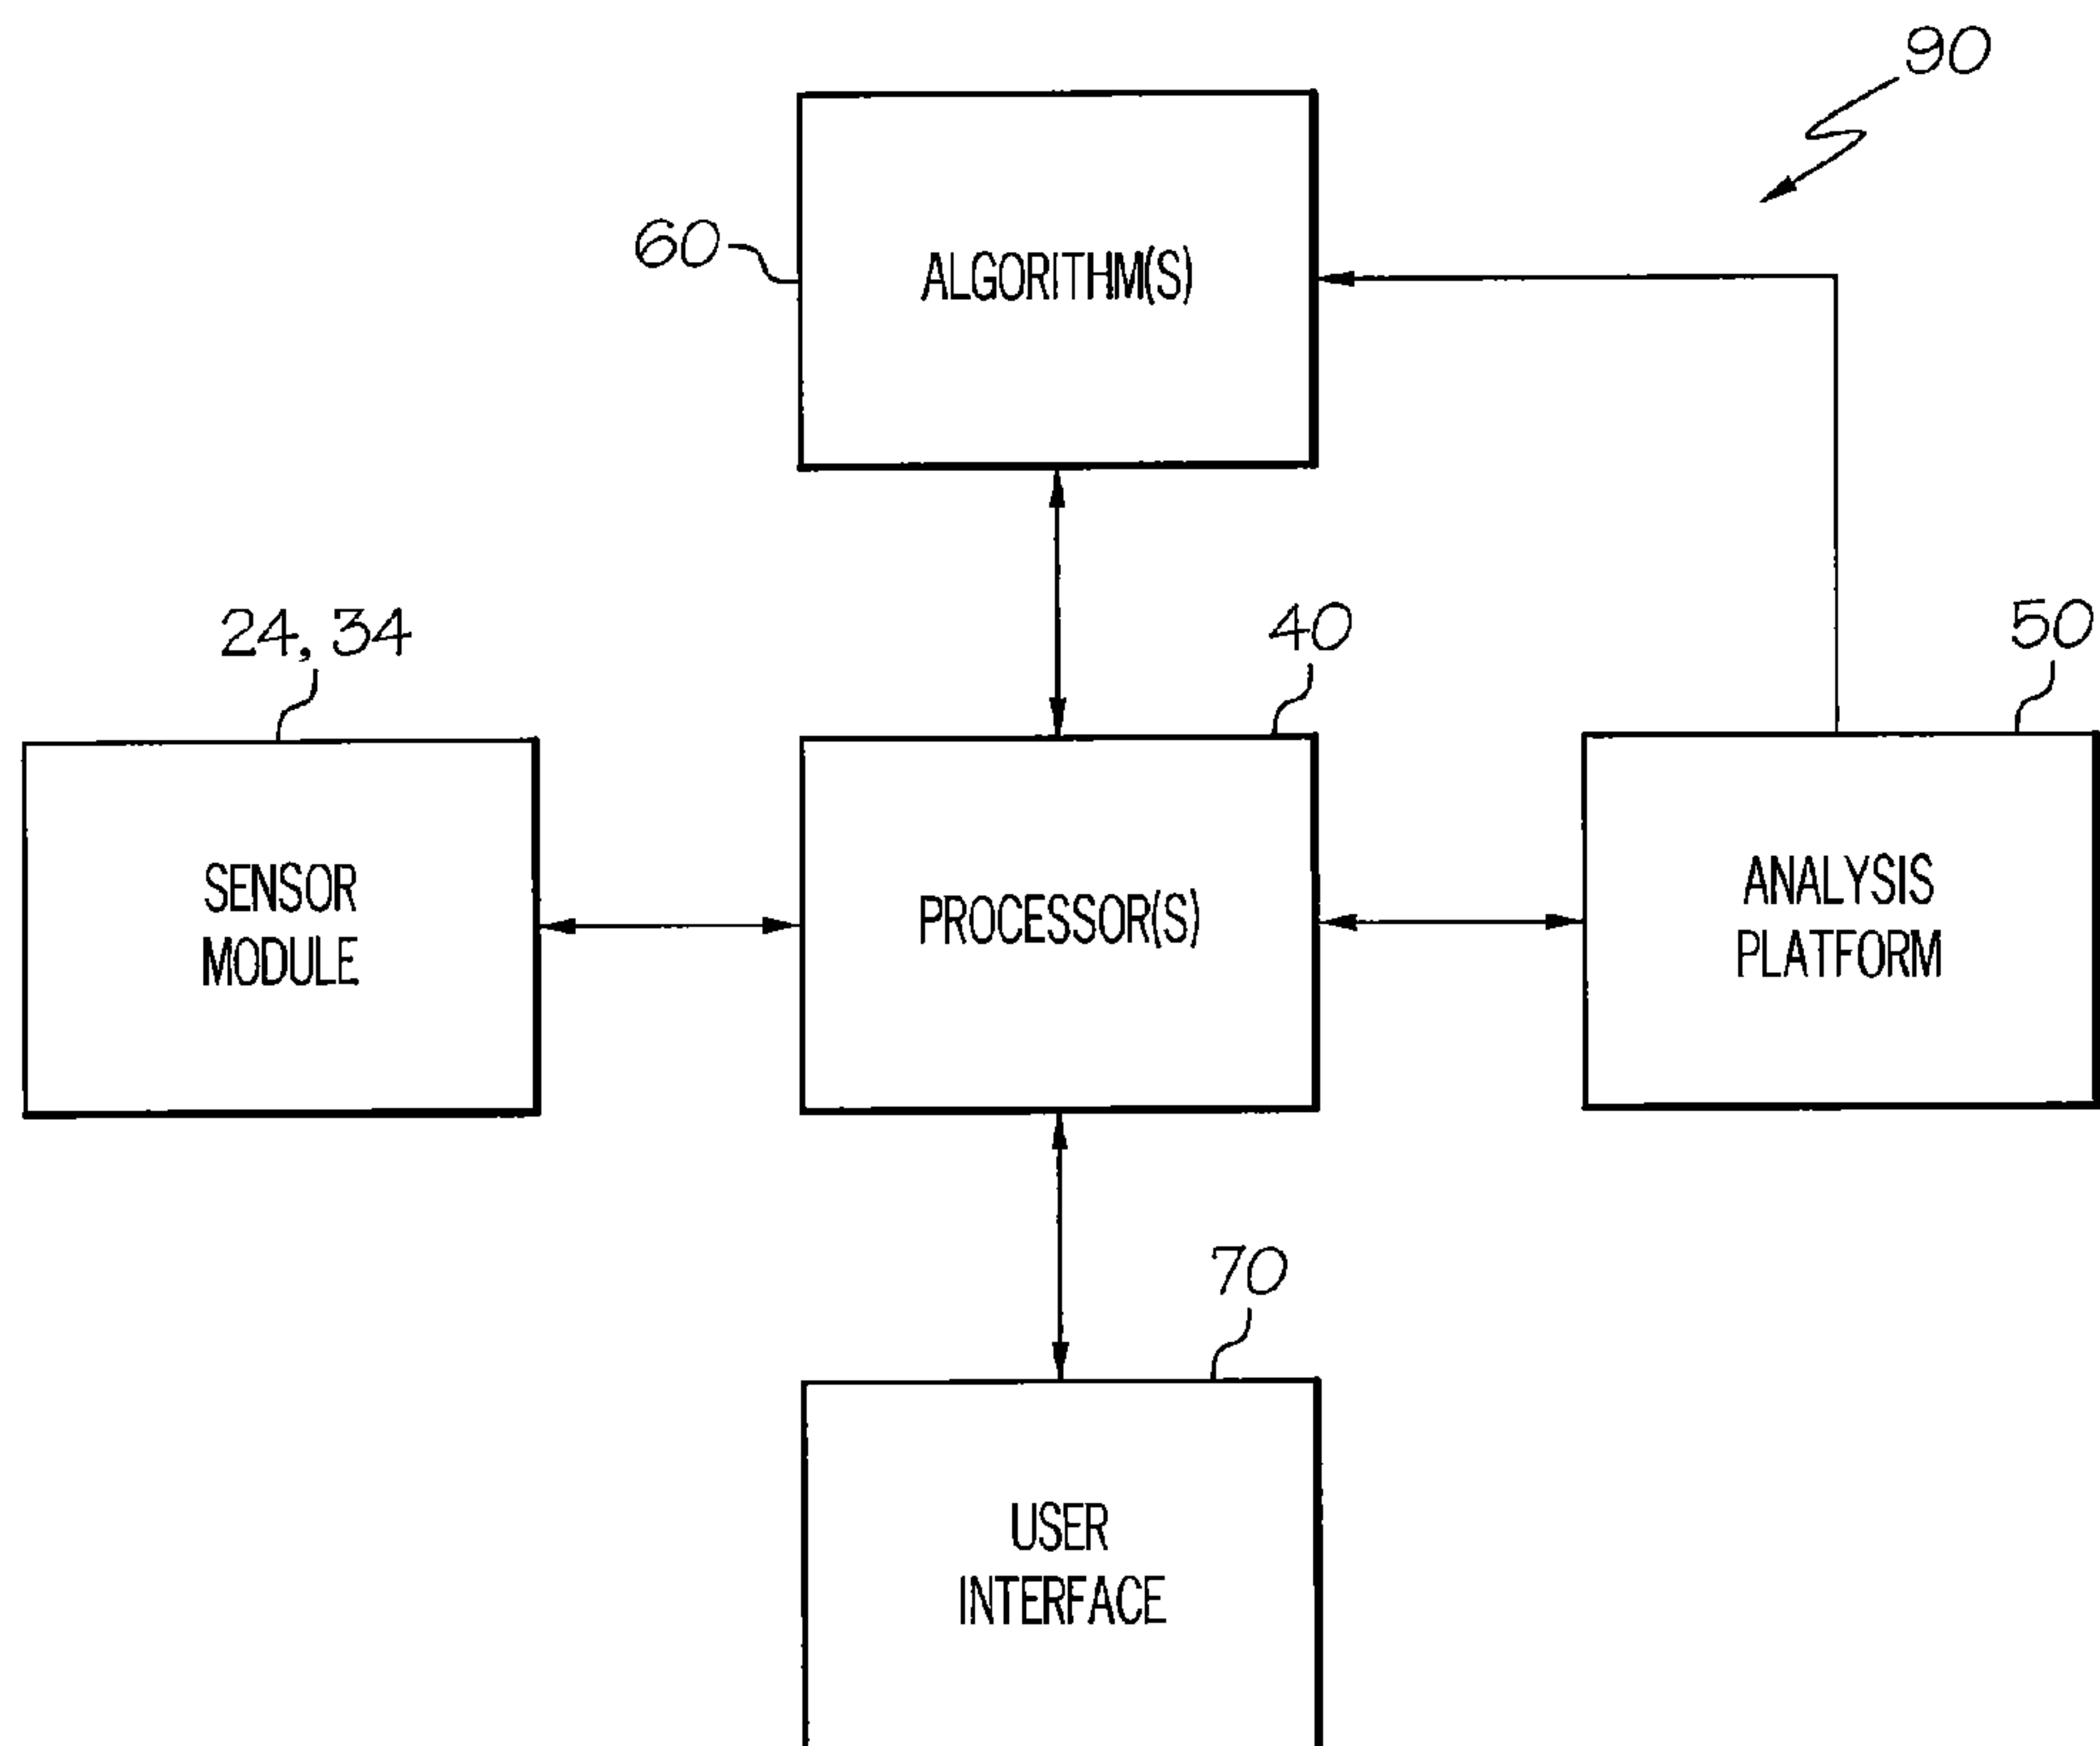 90
ALGORITHM(S)
60
24, 34
40
50
SENSOR
MODULE
PROCESSOR(S)
ANALYSIS
PLATFORM
70
USER
INTERFACE